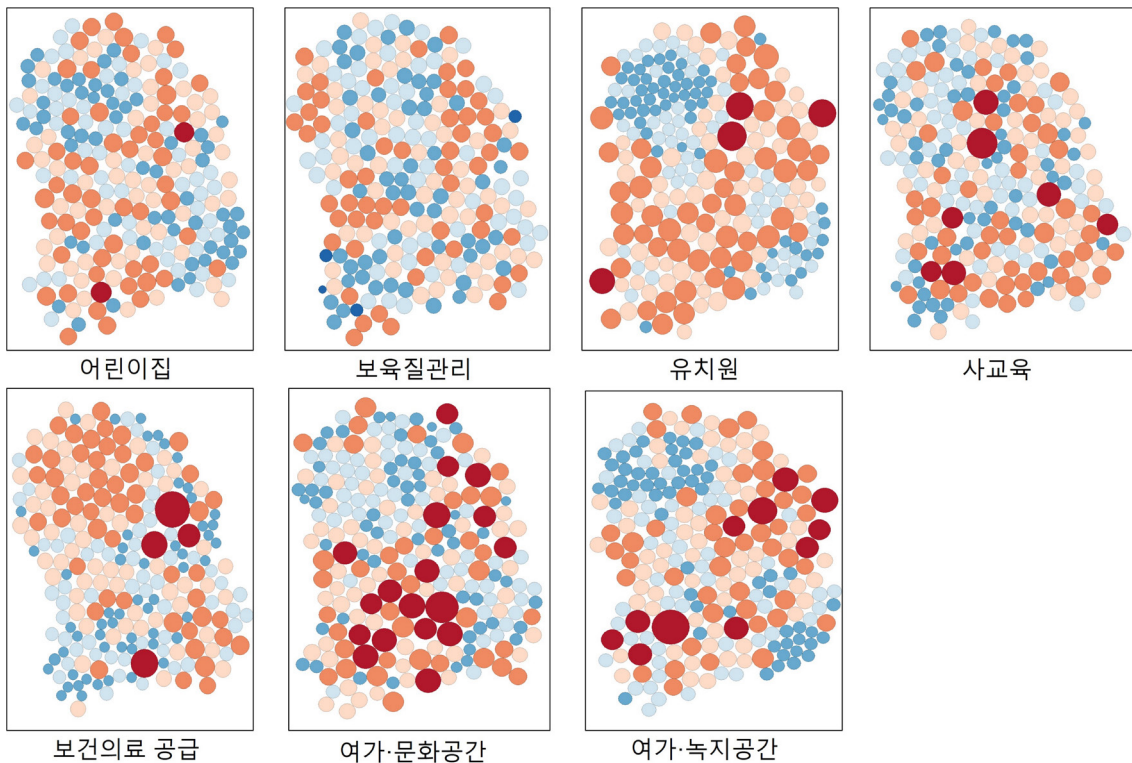 어린이집
보육질관리
유치원
사교육
보건의료 공급
여가·문화공간
여가·녹지공간